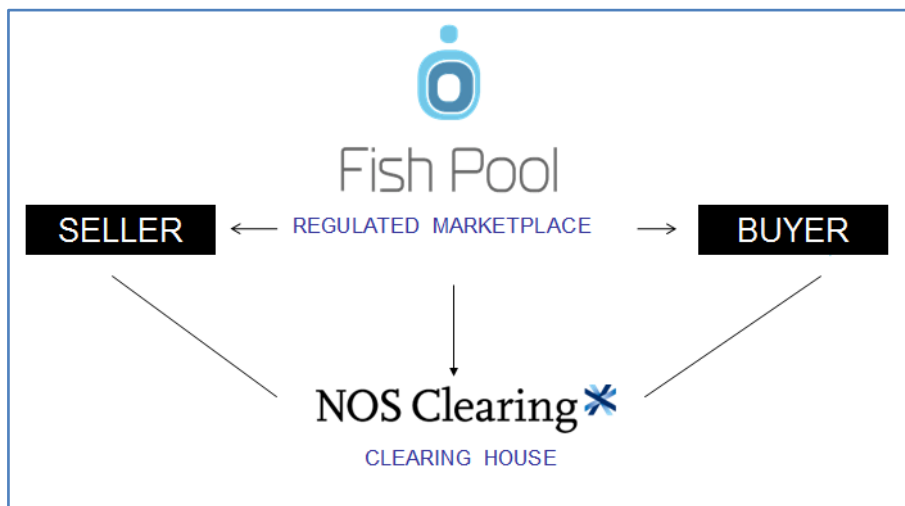 Fish Pool
SELLER
REGULATED MARKETPLACE
BUYER
NOS Clearing
CLEARING HOUSE